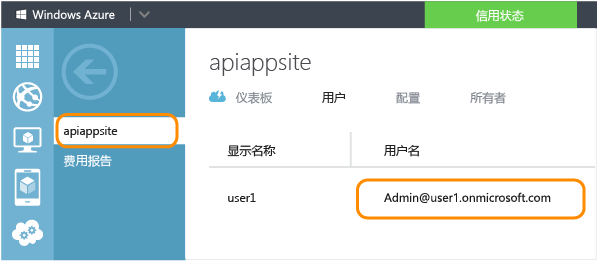 Windows Azure 信用状态
apiappsite
费用报告
apiappsite
仪表板 用户 配置 所有者
显示名称 用户名
user1 Admin@user1.onmicrosoft.com